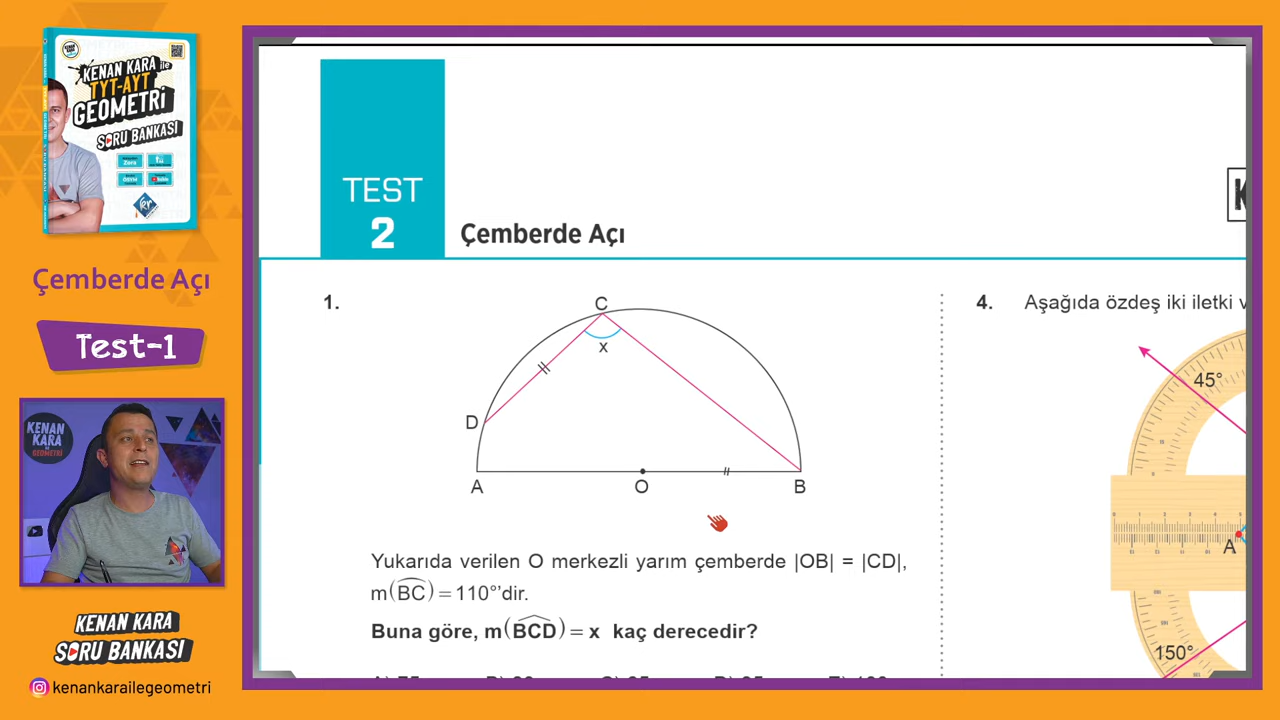 KENAN KARA ile
TYT-AYT
GEOMETRİ
SORU BANKASI
Çemberde Açı
Test-1
KENAN
KARA
GEOMETRİ
KENAN KARA
SORU BANKASI
kenankarailegeometri
TEST
2
Çemberde Açı
1.
C
x
D
A
O
B
Yukarıda verilen O merkezli yarım çemberde |OB| = |CD|,
m(BC) = 110°'dir.
Buna göre, m(BCD) = x kaç derecedir?
4. Aşağıda özdeş iki iletki
45°
A
150°